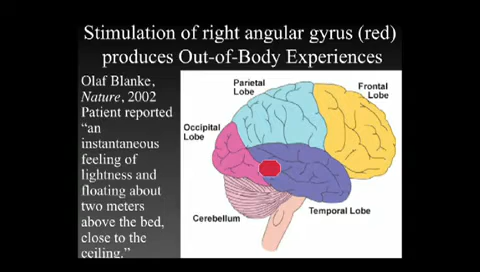 Stimulation of right angular gyrus (red)
produces Out-of-Body Experiences
Olaf Blanke,
Nature, 2002
Patient reported
“an
instantaneous
feeling of
lightness and
floating about
two meters
above the bed,
close to the
ceiling.”
Parietal
Lobe
Frontal
Lobe
Occipital
Lobe
Cerebellum
Temporal Lobe